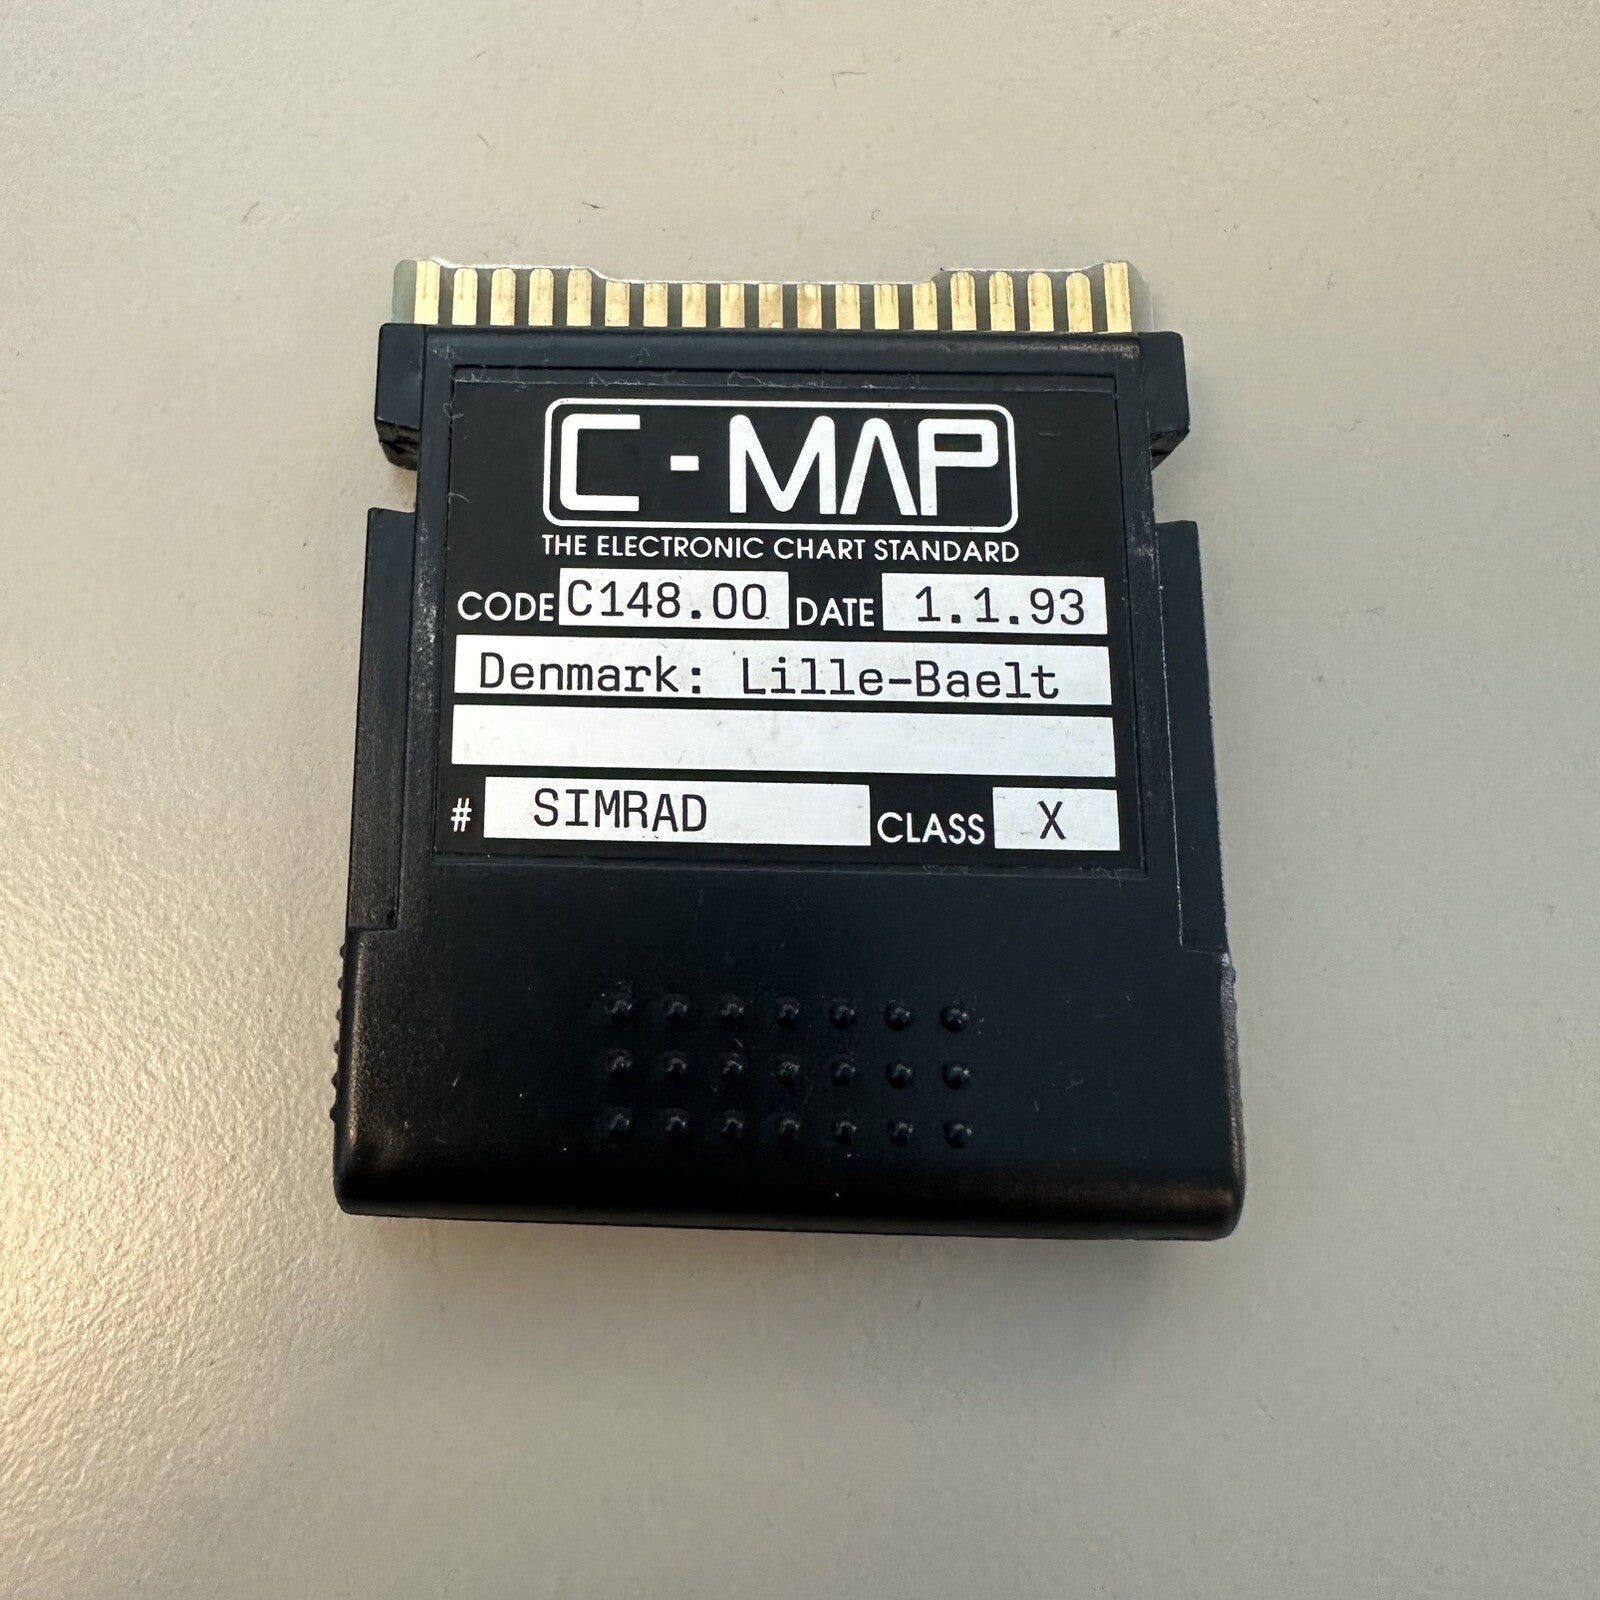 C-MAP
THE ELECTRONIC CHART STANDARD
CODE C148.00 DATE 1.1.93
Denmark: Lille-Baelt
# SIMRAD CLASS X